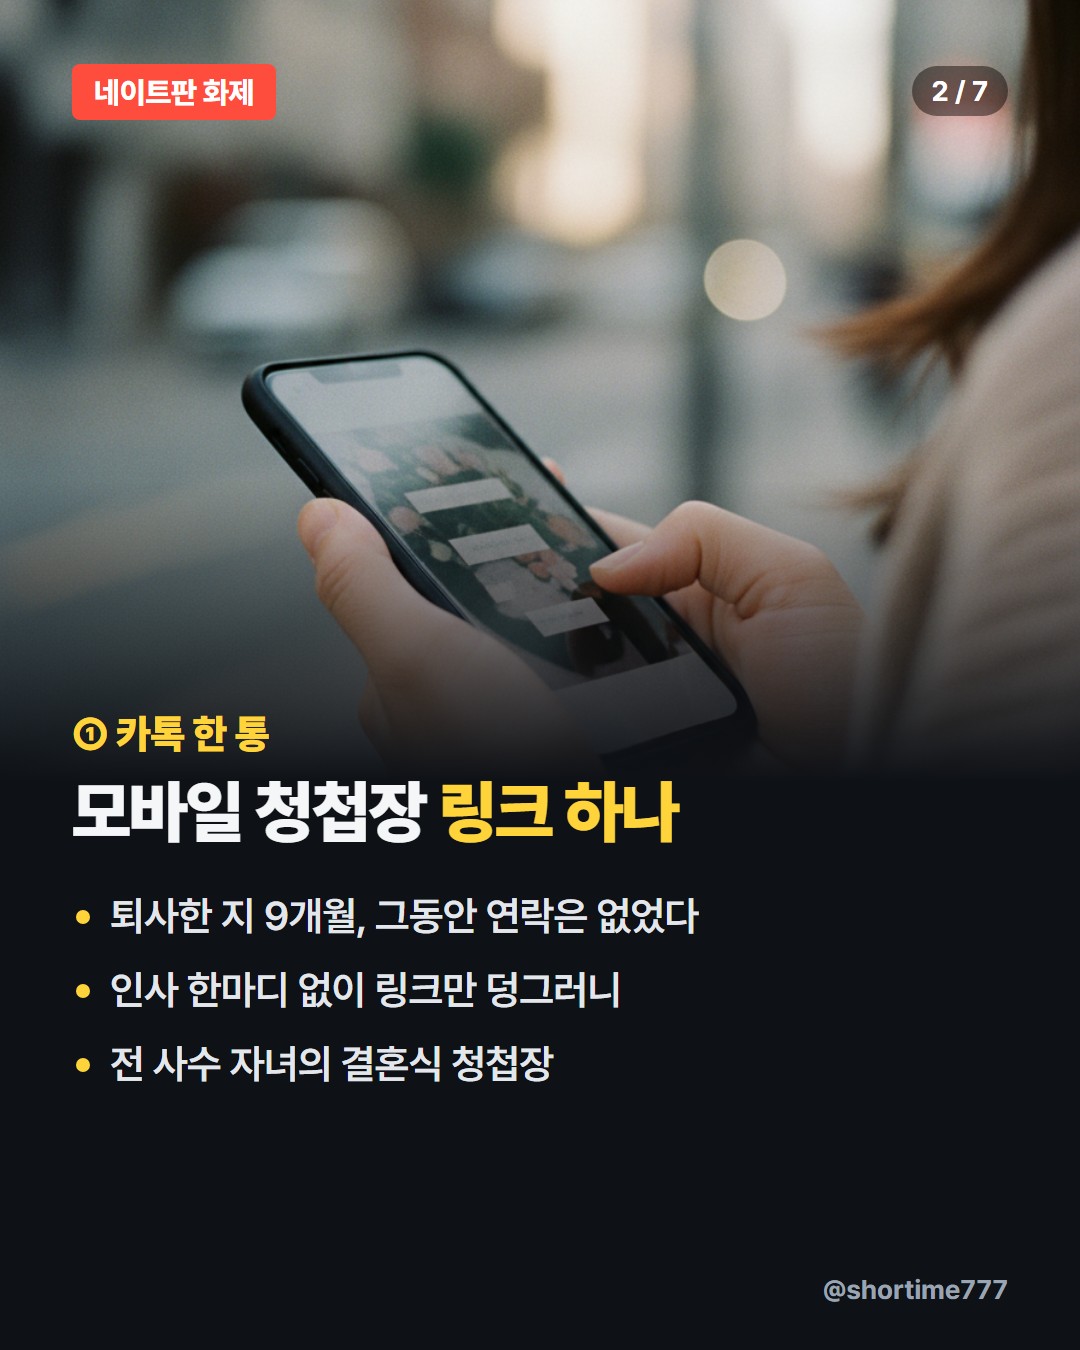 네이트판 화제
2 / 7
① 카톡 한 통
모바일 청첩장 링크 하나
• 퇴사한 지 9개월, 그동안 연락은 없었다
• 인사 한마디 없이 링크만 덩그러니
• 전 사수 자녀의 결혼식 청첩장
@shortime777